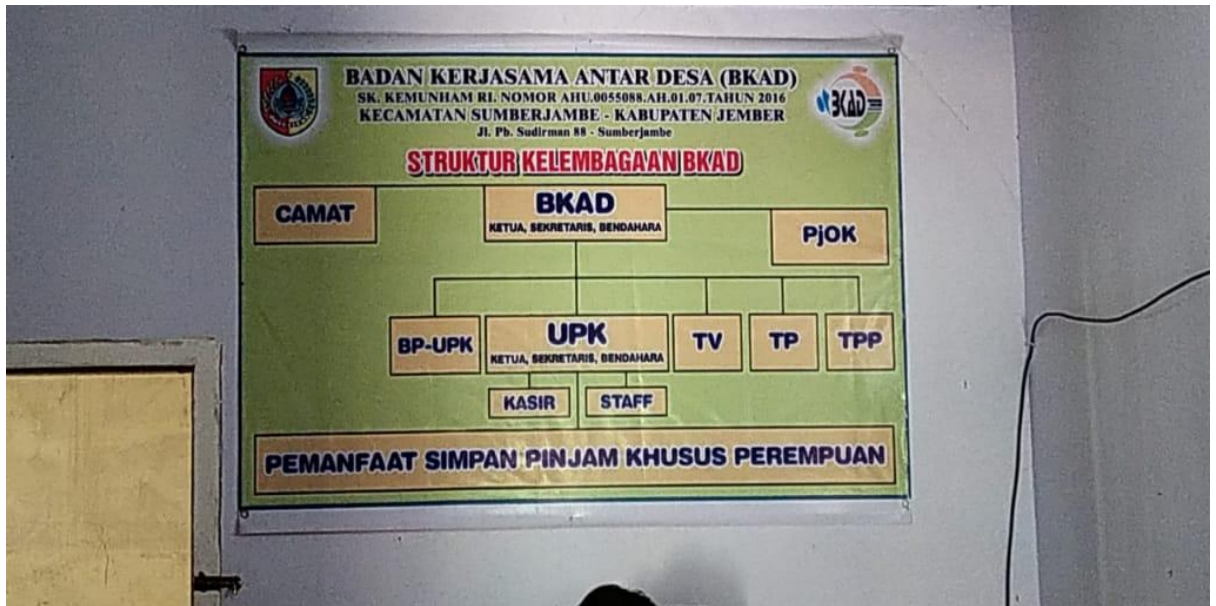 BADAN KERJASAMA ANTAR DESA (BKAD)
SK. KEMUNHAM RI. NOMOR AHU.0055088.AH.01.07.TAHUN 2016
KECAMATAN SUMBERJAMBE - KABUPATEN JEMBER
Jl. Pb. Sudirman 88 - Sumberjambe
BKAD
STRUKTUR KELEMBAGAAN BKAD
CAMAT
BKAD
KETUA, SEKRETARIS, BENDAHARA
PjOK
BP-UPK
UPK
KETUA, SEKRETARIS, BENDAHARA
TV
TP
TPP
KASIR
STAFF
PEMANFAAT SIMPAN PINJAM KHUSUS PEREMPUAN